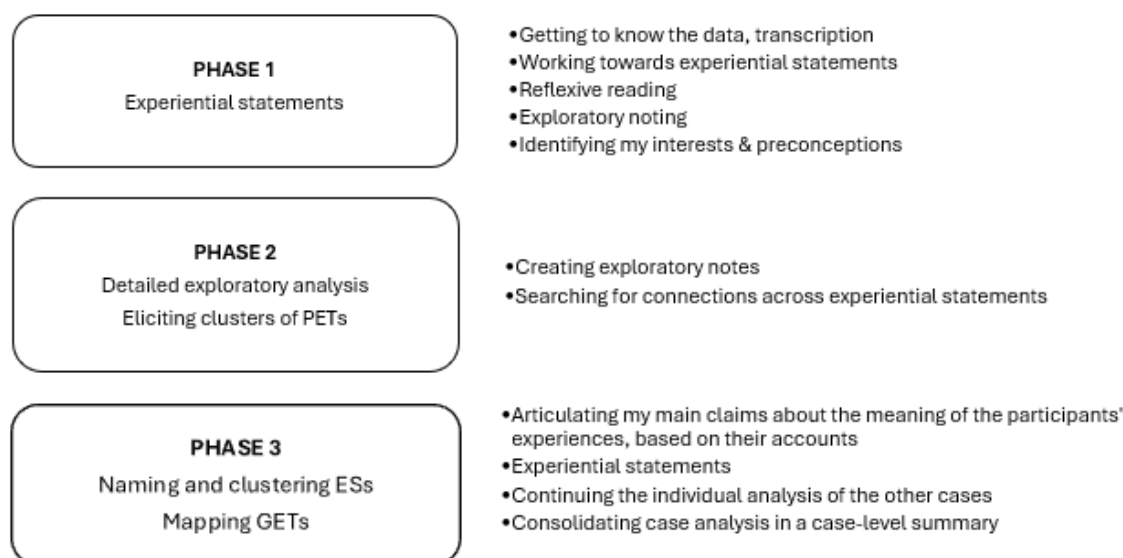 PHASE 1
Experiential statements
•Getting to know the data, transcription
•Working towards experiential statements
•Reflexive reading
•Exploratory noting
•Identifying my interests & preconceptions
PHASE 2
Detailed exploratory analysis
Eliciting clusters of PETs
•Creating exploratory notes
•Searching for connections across experiential statements
PHASE 3
Naming and clustering ESs
Mapping GETs
•Articulating my main claims about the meaning of the participants'
experiences, based on their accounts
•Experiential statements
•Continuing the individual analysis of the other cases
•Consolidating case analysis in a case-level summary